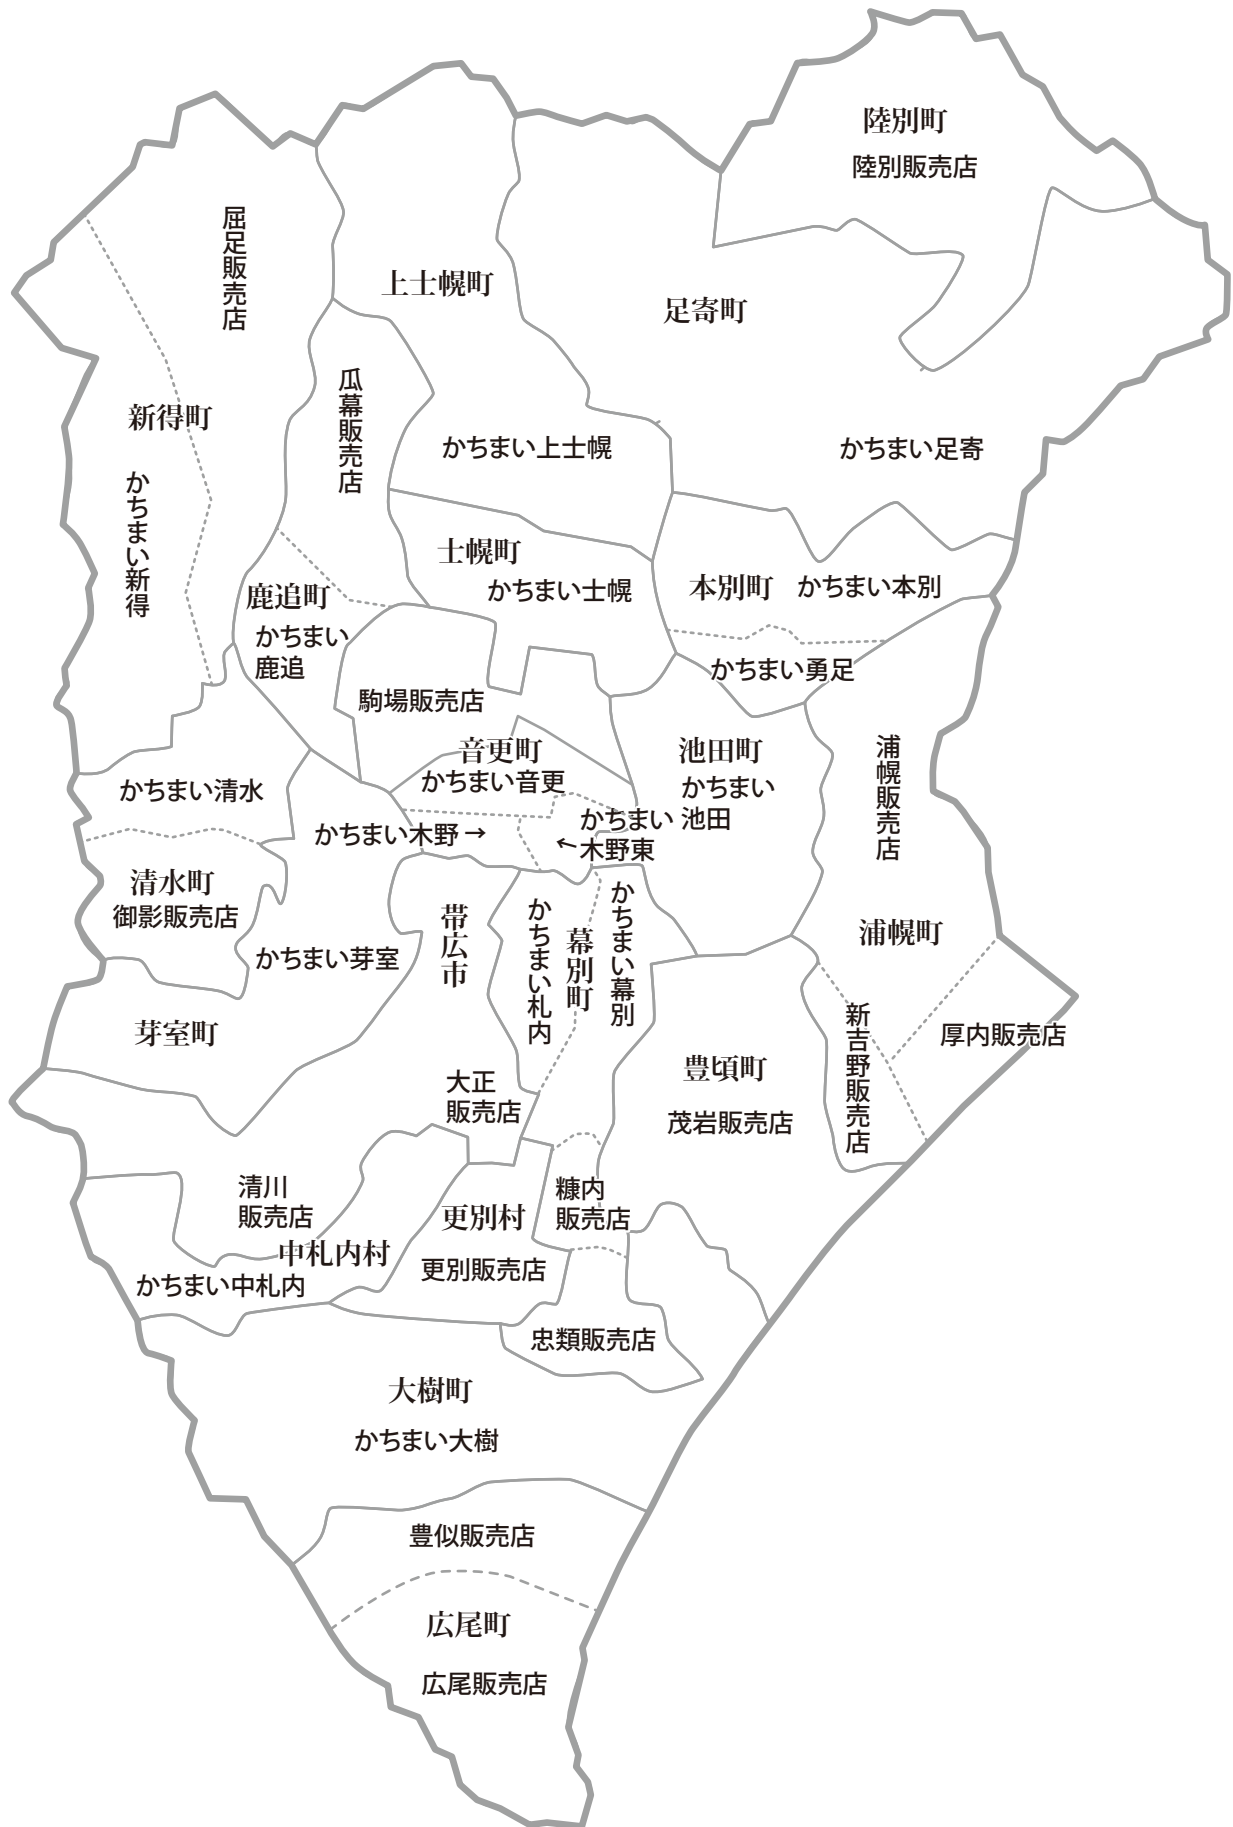 陸別町
陸別販売店
屈足販売店
上士幌町
足寄町
瓜幕販売店
新得町
かちまい上士幌
かちまい足寄
かちまい新得
士幌町
かちまい士幌
本別町
かちまい本別
鹿追町
かちまい
鹿追
かちまい勇足
駒場販売店
音更町
かちまい音更
池田町
かちまい
池田
浦幌販売店
かちまい清水
かちまい木野→
かちまい
←木野東
清水町
御影販売店
かちまい芽室
帯広市
かちまい札内
幕別町
かちまい幕別
浦幌町
芽室町
新吉野販売店
厚内販売店
豊頃町
茂岩販売店
大正
販売店
清川
販売店
中札内村
かちまい中札内
更別村
更別販売店
糠内
販売店
忠類販売店
大樹町
かちまい大樹
豊似販売店
広尾町
広尾販売店